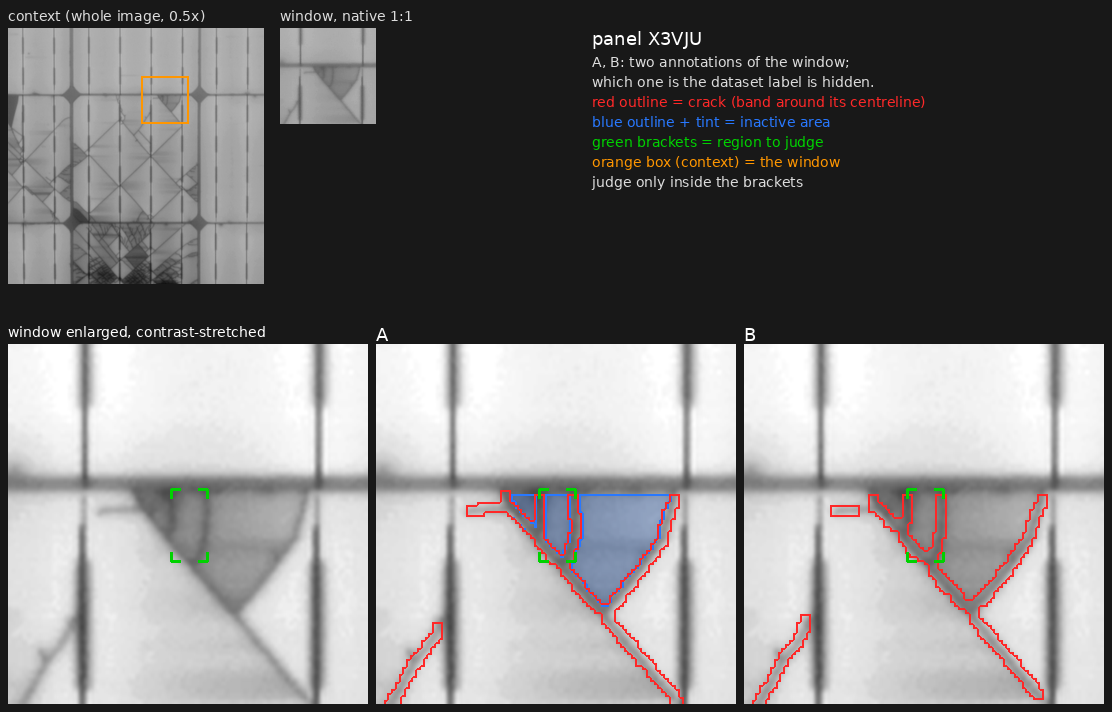 context (whole image, 0.5x)
window, native 1:1
panel X3VJU
A, B: two annotations of the window;
which one is the dataset label is hidden.
red outline = crack (band around its centreline)
blue outline + tint = inactive area
green brackets = region to judge
orange box (context) = the window
judge only inside the brackets
window enlarged, contrast-stretched
A
B